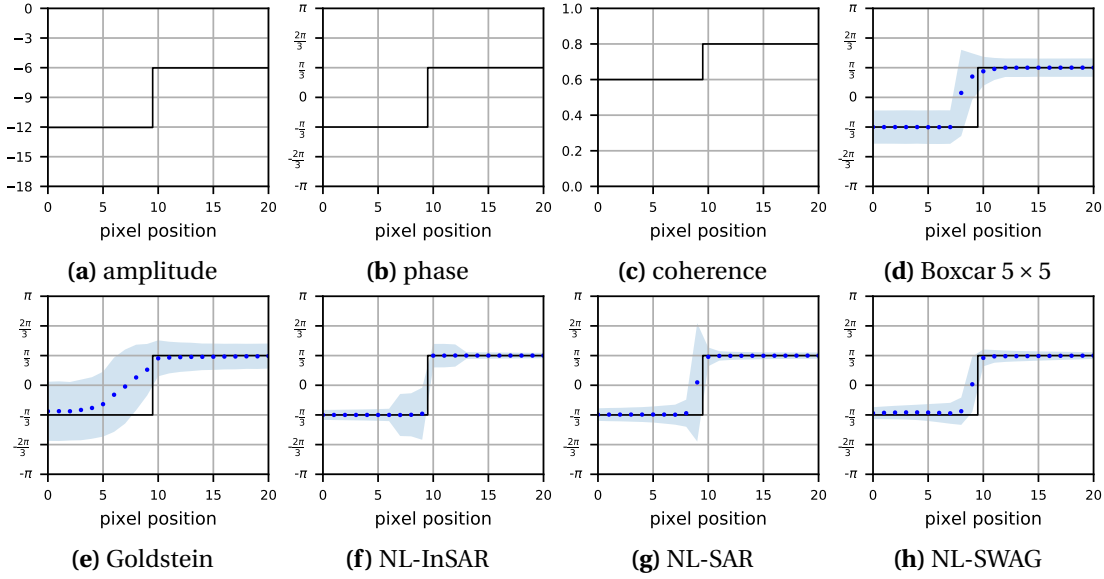 0
−3
−6
−9
−12
−15
−18
0 5 10 15 20
pixel position
(a) amplitude
π
2π/3
π/3
0
-π/3
-2π/3
-π
0 5 10 15 20
pixel position
(b) phase
1.0
0.8
0.6
0.4
0.2
0.0
0 5 10 15 20
pixel position
(c) coherence
π
2π/3
π/3
0
-π/3
-2π/3
-π
0 5 10 15 20
pixel position
(d) Boxcar 5 × 5
π
2π/3
π/3
0
-π/3
-2π/3
-π
0 5 10 15 20
pixel position
(e) Goldstein
π
2π/3
π/3
0
-π/3
-2π/3
-π
0 5 10 15 20
pixel position
(f) NL-InSAR
π
2π/3
π/3
0
-π/3
-2π/3
-π
0 5 10 15 20
pixel position
(g) NL-SAR
π
2π/3
π/3
0
-π/3
-2π/3
-π
0 5 10 15 20
pixel position
(h) NL-SWAG